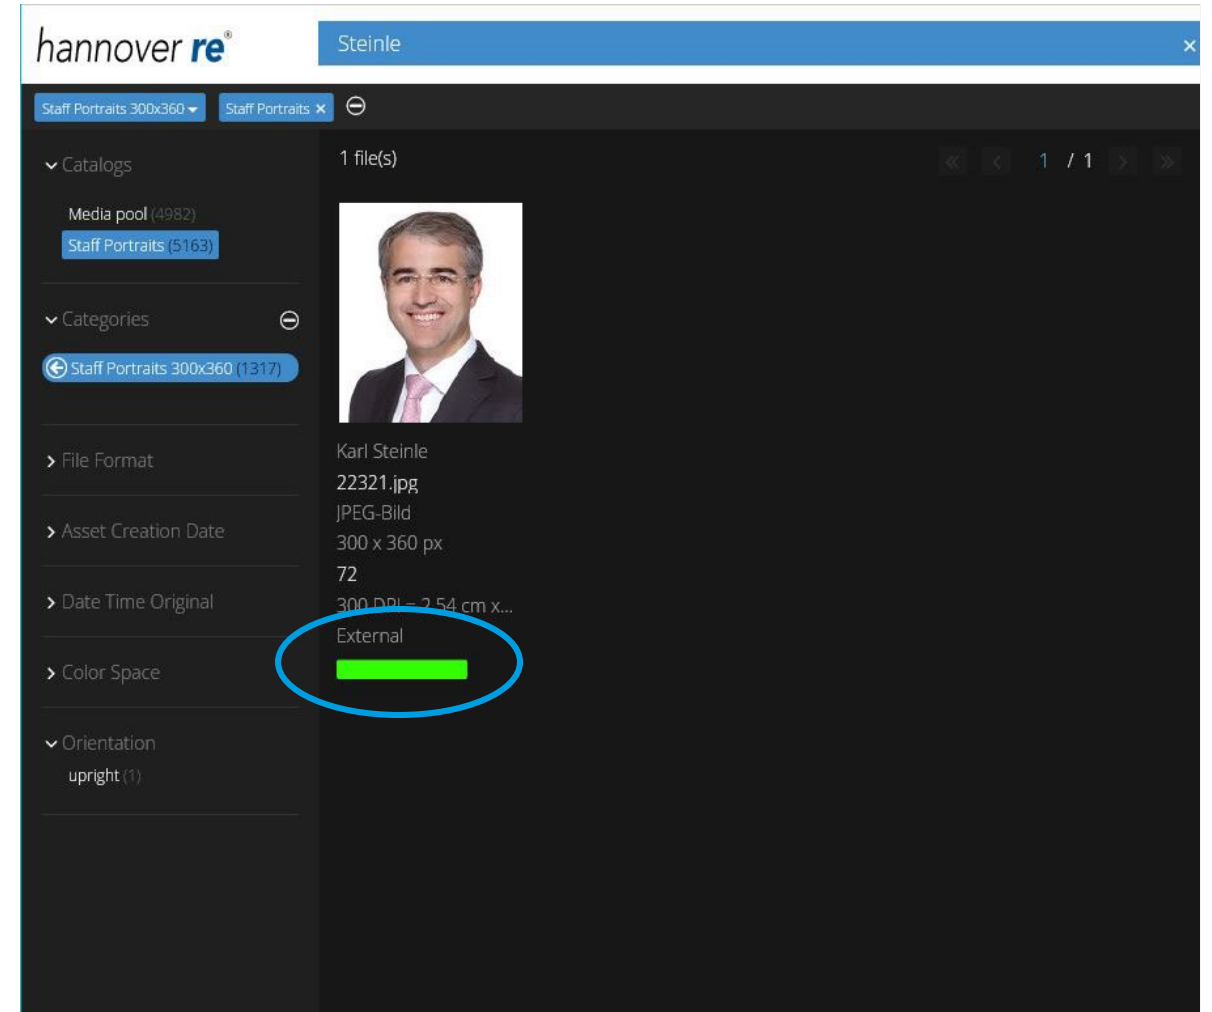 hannover re®
Steinle
Staff Portraits 300x360
Staff Portraits
1 file(s)
1 / 1
Catalogs
Media pool (4982)
Staff Portraits (5163)
Categories
Staff Portraits 300x360 (1317)
File Format
Asset Creation Date
Date Time Original
Color Space
Orientation
upright (1)
Karl Steinle
22321.jpg
JPEG-Bild
300 x 360 px
72
300 DPI = 2.54 cm x...
External